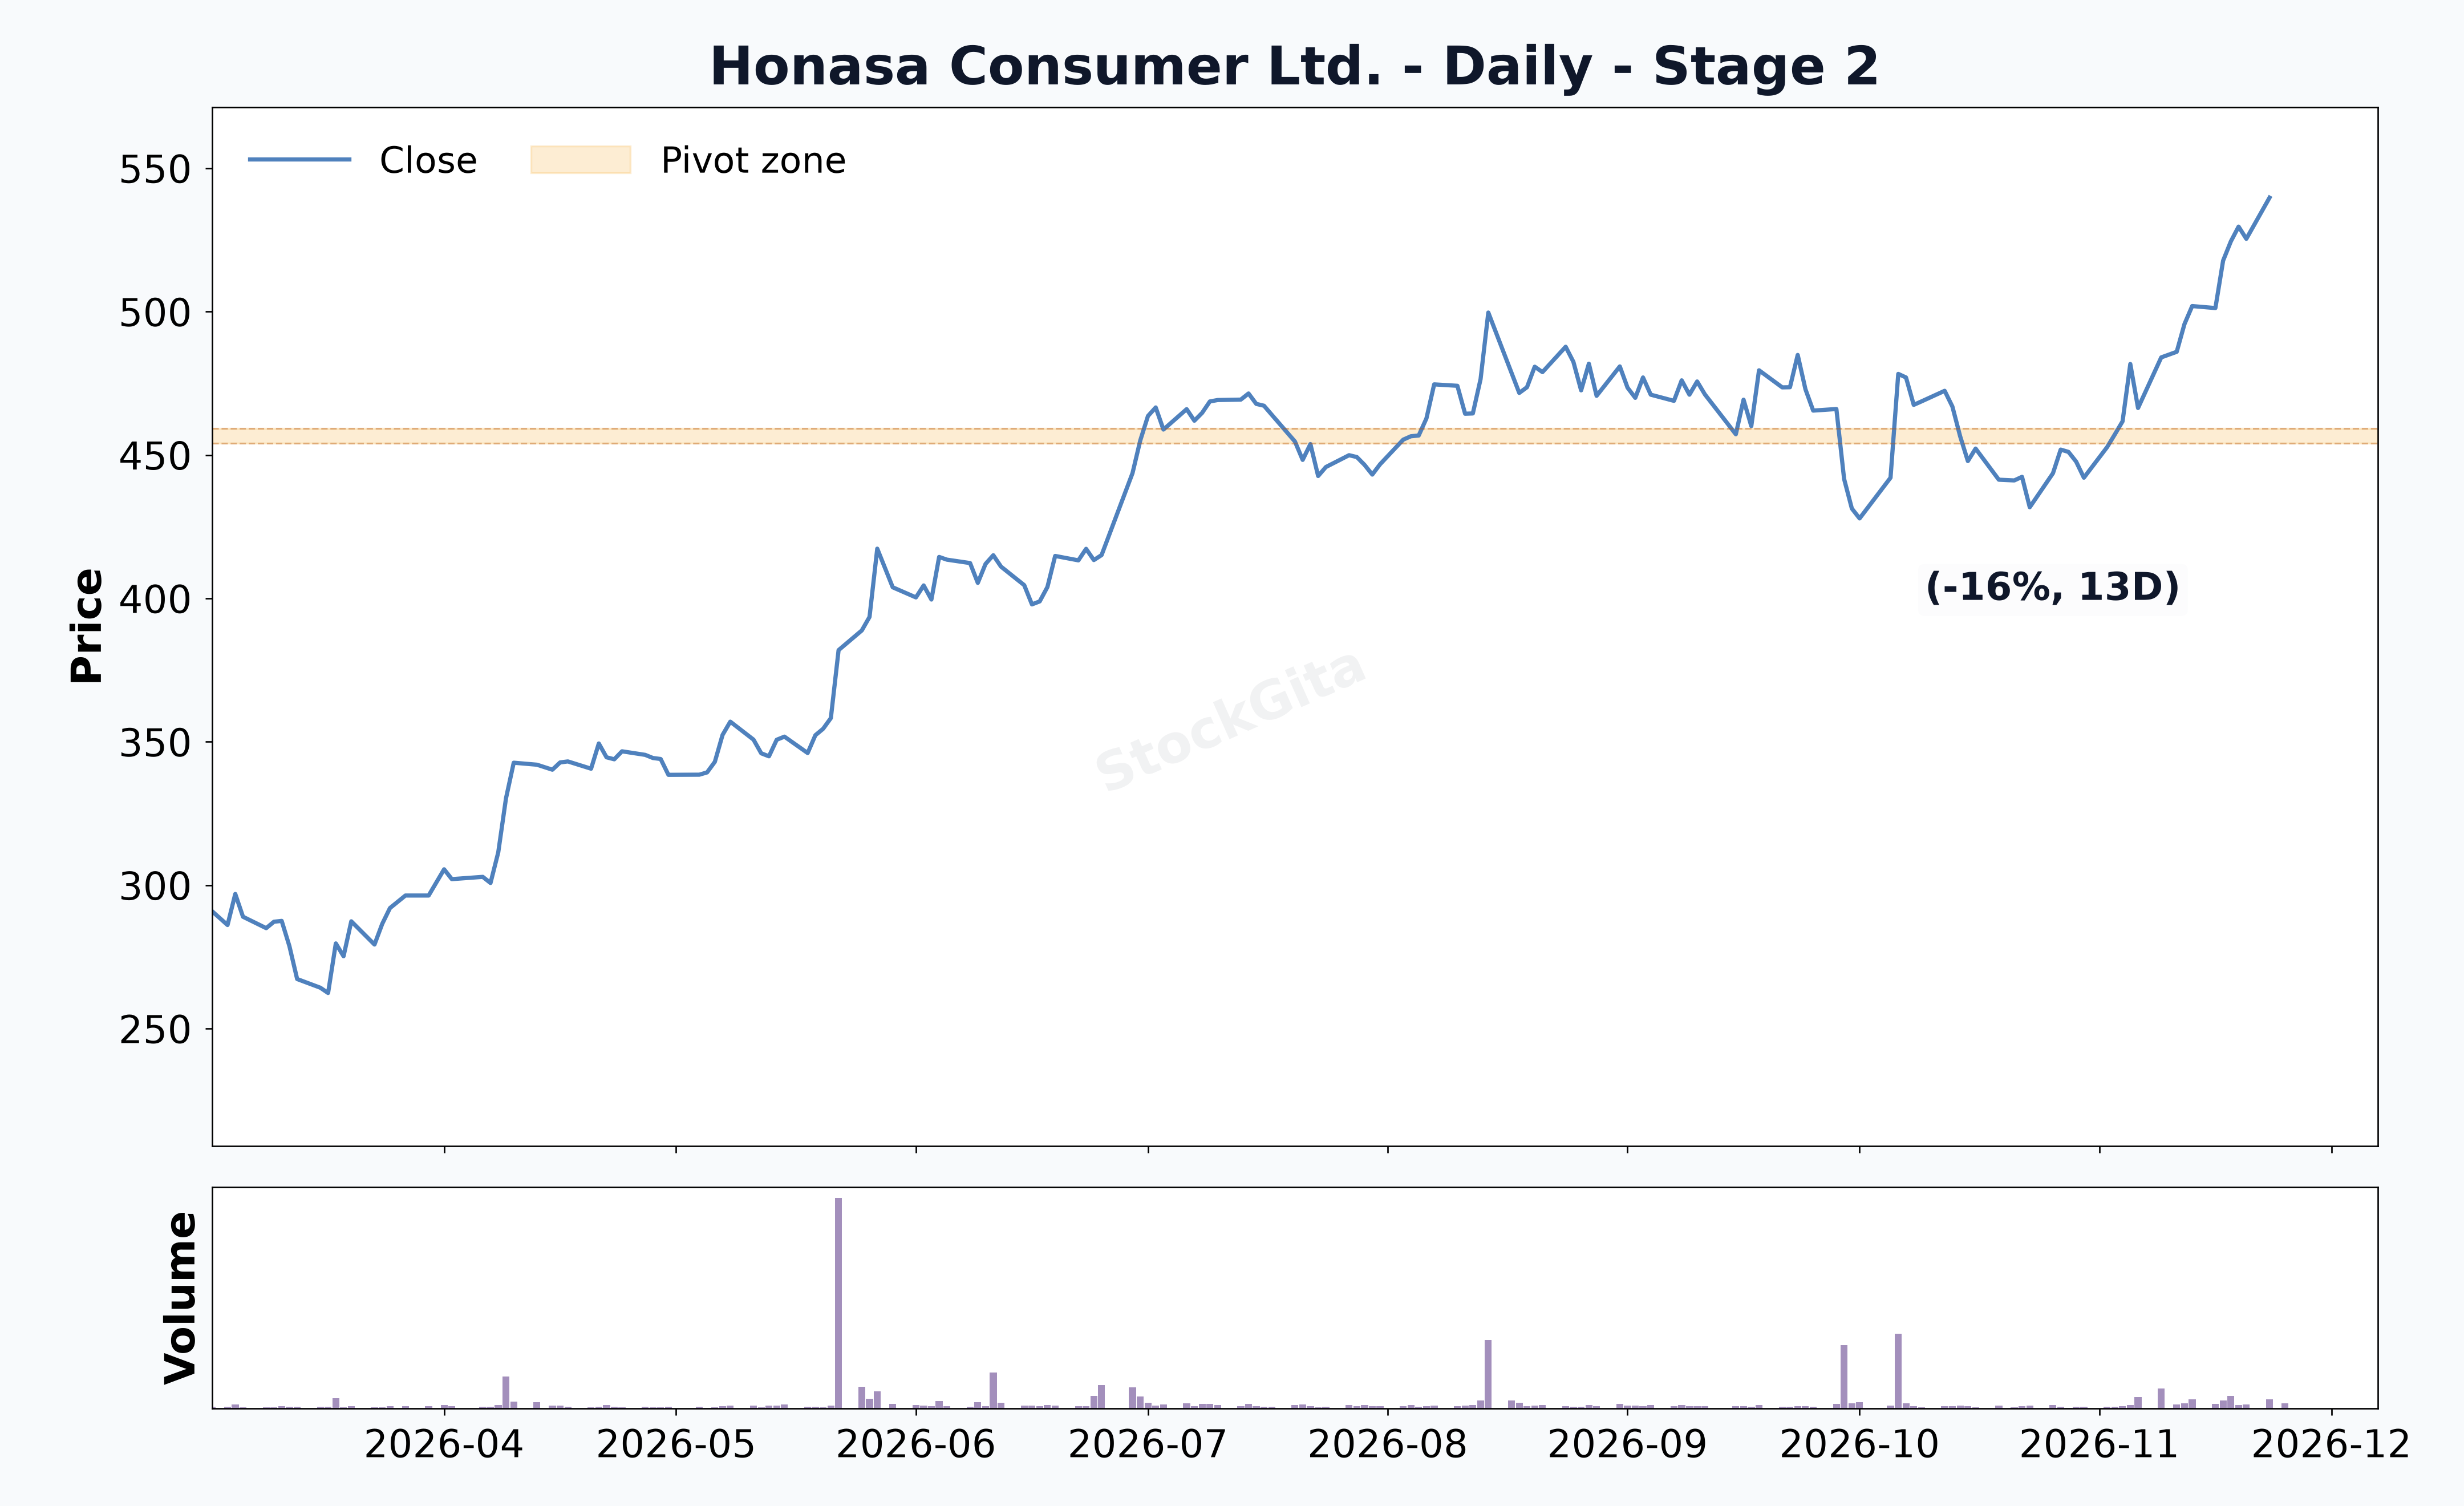 Honasa Consumer Ltd. - Daily - Stage 2
Close
Pivot zone
550
500
450
400
350
300
250
Price
(-16%, 13D)
StockGita
Volume
2026-04
2026-05
2026-06
2026-07
2026-08
2026-09
2026-10
2026-11
2026-12